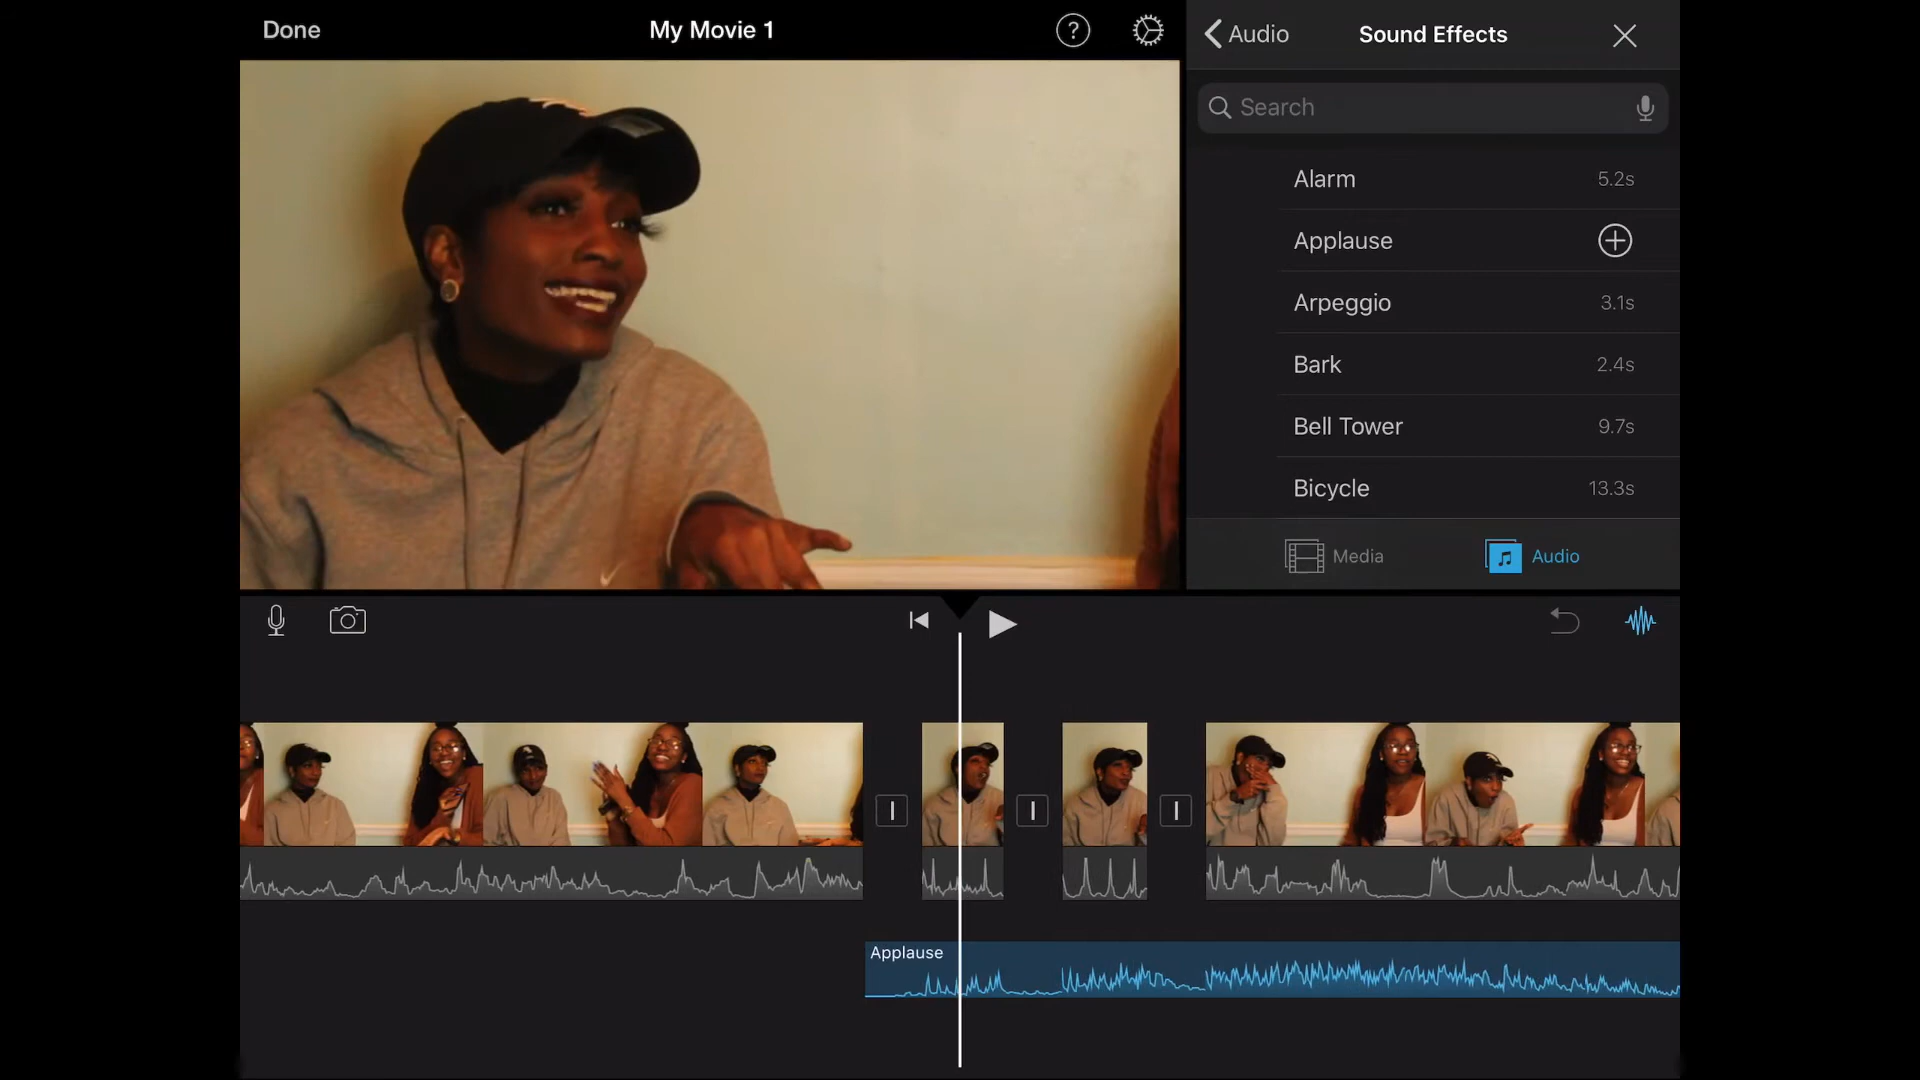 Done
My Movie 1
?
Audio
Sound Effects
Search
Alarm 5.2s
Applause
Arpeggio 3.1s
Bark 2.4s
Bell Tower 9.7s
Bicycle 13.3s
Media
Audio
Applause